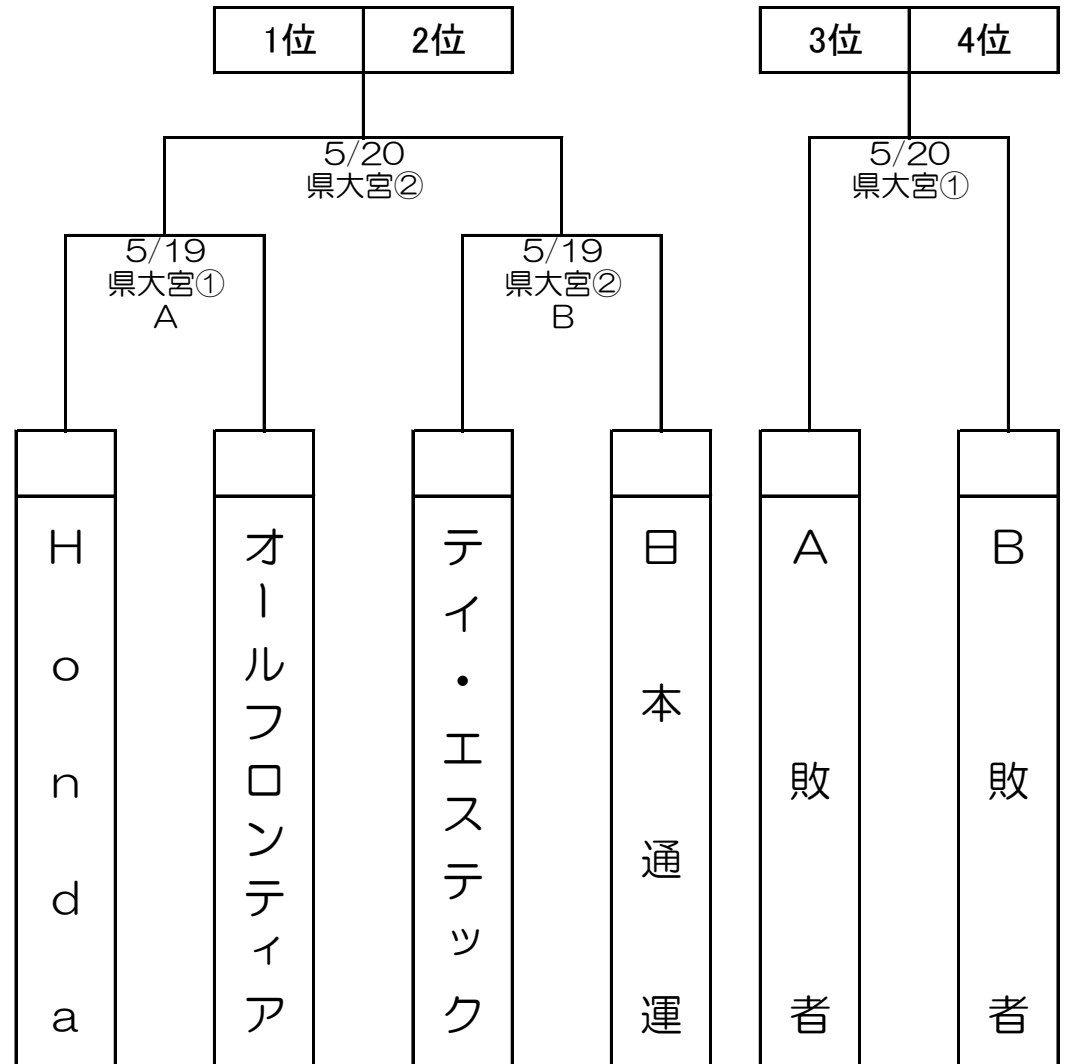 1位 2位
3位 4位
5/20
県大宮②
5/20
県大宮①
5/19
県大宮①
A
5/19
県大宮②
B
Honda
オールフロンティア
テイ・エステック
日本通運
A敗者
B敗者